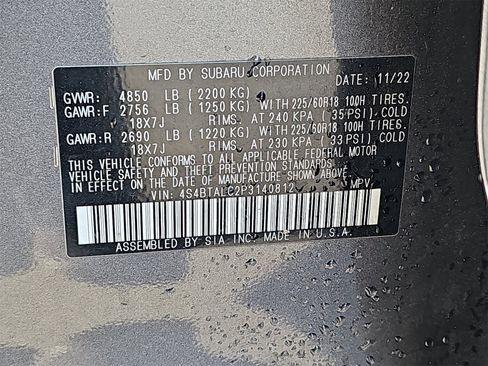 MFD BY SUBARU CORPORATION
DATE: 11/22
GVWR: 4850 LB (2200 KG)
GAWR:F 2756 LB (1250 KG) WITH 225/60R18 100H TIRES.
18X7J RIMS. AT 240 KPA (35 PSI) COLD
GAWR:R 2690 LB (1220 KG) WITH 225/60R18 100H TIRES.
18X7J RIMS. AT 230 KPA (33 PSI) COLD
THIS VEHICLE CONFORMS TO ALL APPLICABLE FEDERAL MOTOR
VEHICLE SAFETY, BUMPER, AND THEFT PREVENTION STANDARDS
IN EFFECT ON THE DATE OF MANUFACTURE SHOWN ABOVE.
VIN: 4S4BTALC2P3140812 MPV
ASSEMBLED BY SIA INC. MADE IN U.S.A.